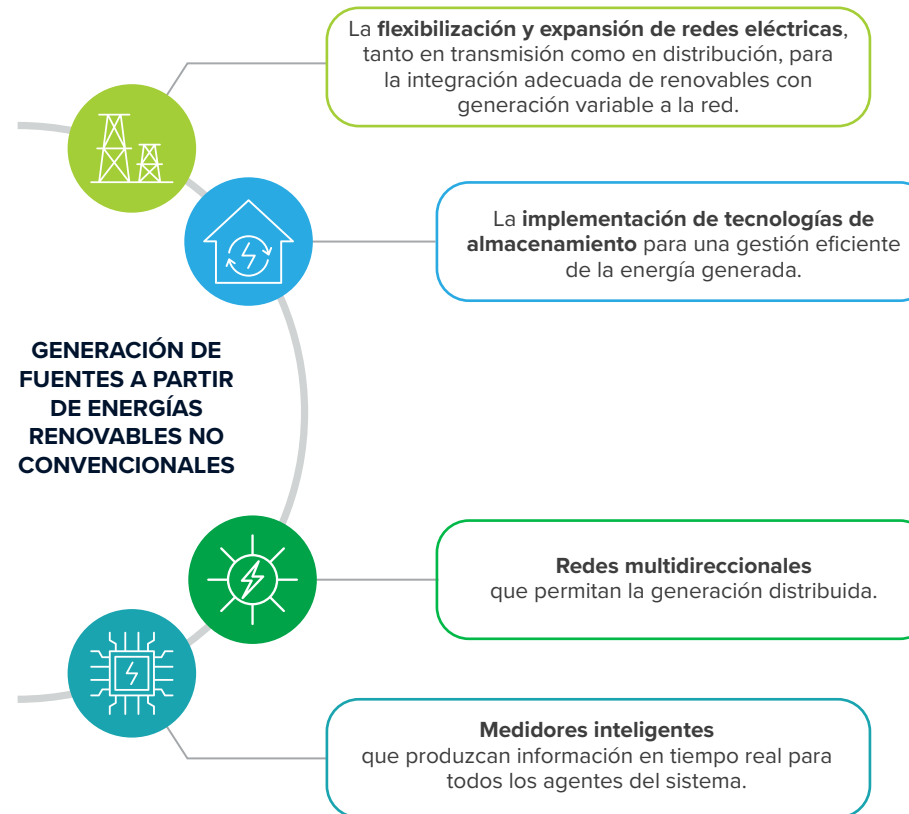 La flexibilización y expansión de redes eléctricas,
tanto en transmisión como en distribución, para
la integración adecuada de renovables con
generación variable a la red.
La implementación de tecnologías de
almacenamiento para una gestión eficiente
de la energía generada.
GENERACIÓN DE
FUENTES A PARTIR
DE ENERGÍAS
RENOVABLES NO
CONVENCIONALES
Redes multidireccionales
que permitan la generación distribuida.
Medidores inteligentes
que produzcan información en tiempo real para
todos los agentes del sistema.